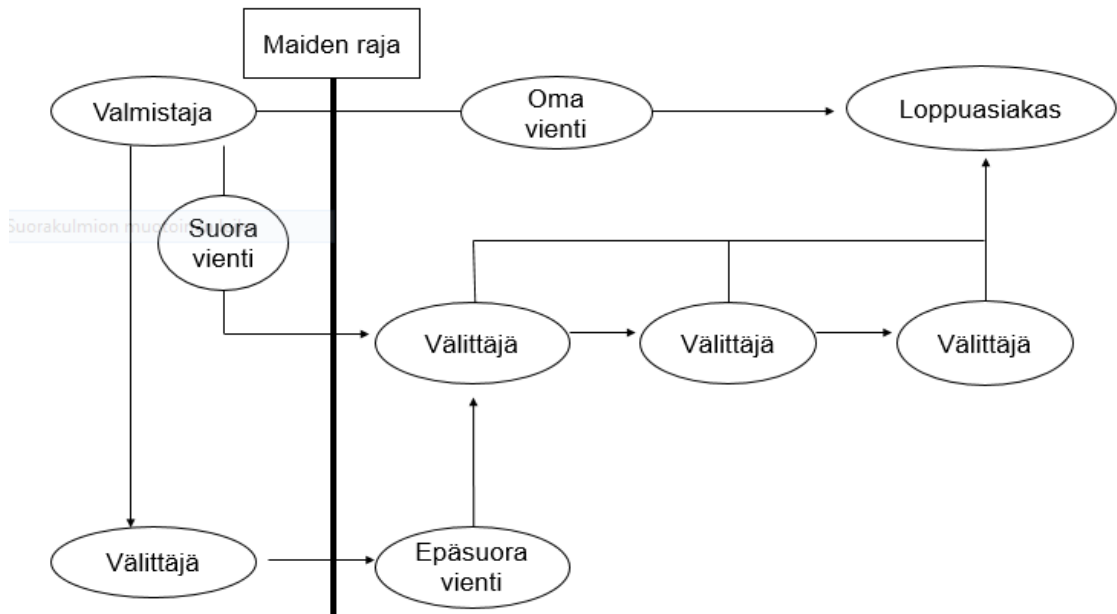 Maiden raja
Valmistaja
Oma
vienti
Loppuasiakas
Suora
vienti
Välittäjä
Välittäjä
Välittäjä
Välittäjä
Epäsuora
vienti